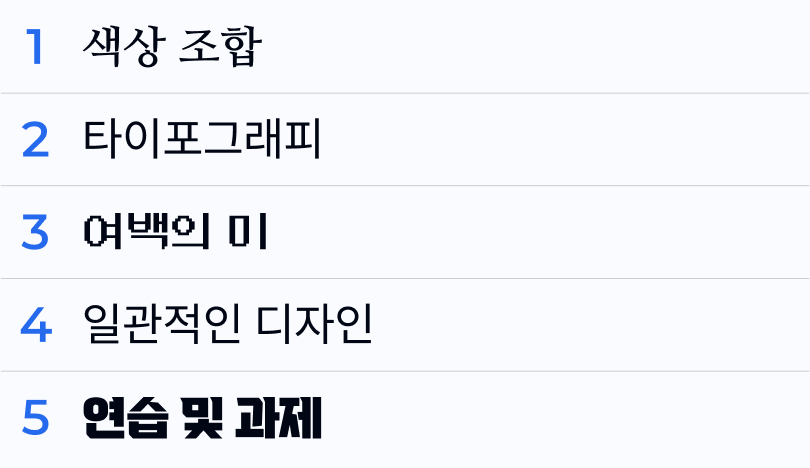 1 색상 조합
2 타이포그래피
3 여백의 미
4 일관적인 디자인
5 연습 및 과제